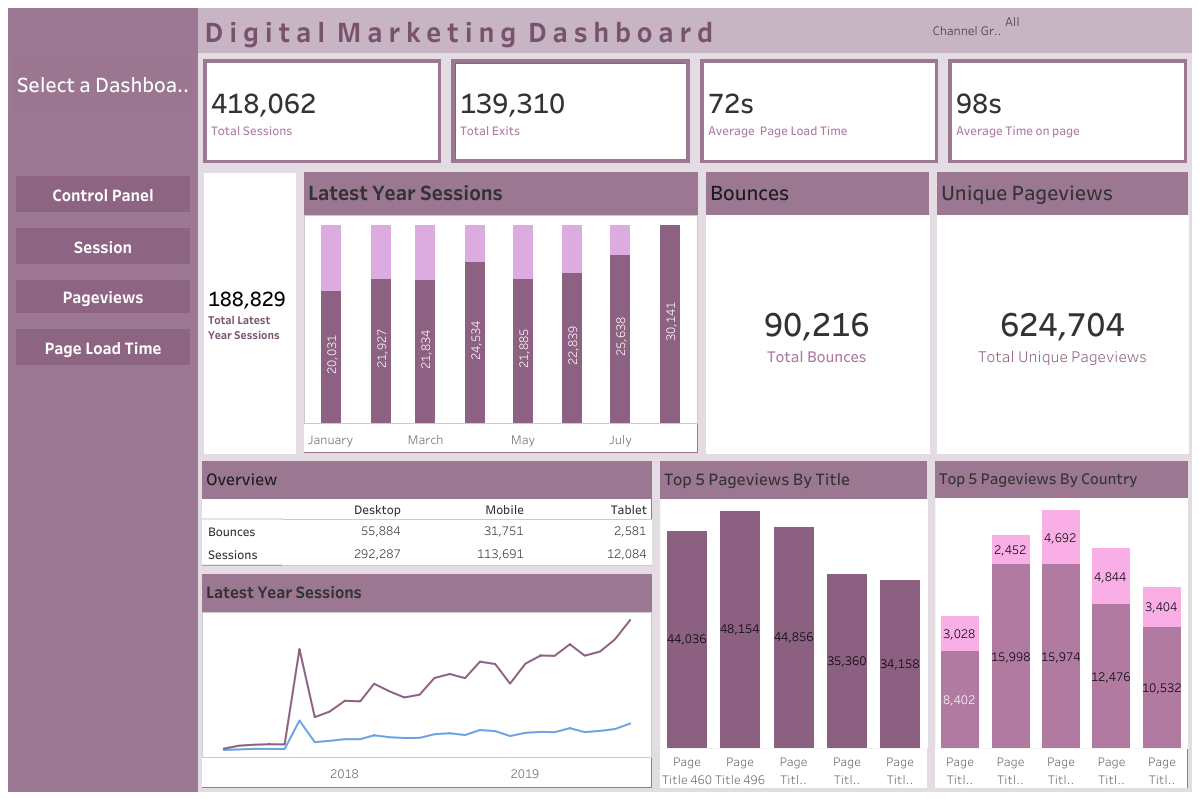 Digital Marketing Dashboard
Channel Gr.. All
Select a Dashboa..
Control Panel
Session
Pageviews
Page Load Time
418,062
Total Sessions
139,310
Total Exits
72s
Average Page Load Time
98s
Average Time on page
188,829
Total Latest
Year Sessions
Latest Year Sessions
20,031
21,927
21,834
24,534
21,885
22,839
25,638
30,141
January March May July
Bounces
90,216
Total Bounces
Unique Pageviews
624,704
Total Unique Pageviews
Overview
Desktop Mobile Tablet
Bounces 55,884 31,751 2,581
Sessions 292,287 113,691 12,084
Latest Year Sessions
2018 2019
Top 5 Pageviews By Title
44,036 48,154 44,856 35,360 34,158
Page Page Page Page Page
Title 460 Title 496 Titl.. Titl.. Titl..
Top 5 Pageviews By Country
3,028 2,452 4,692 4,844 3,404
8,402 15,998 15,974 12,476 10,532
Page Page Page Page Page
Titl.. Titl.. Titl.. Titl.. Titl..